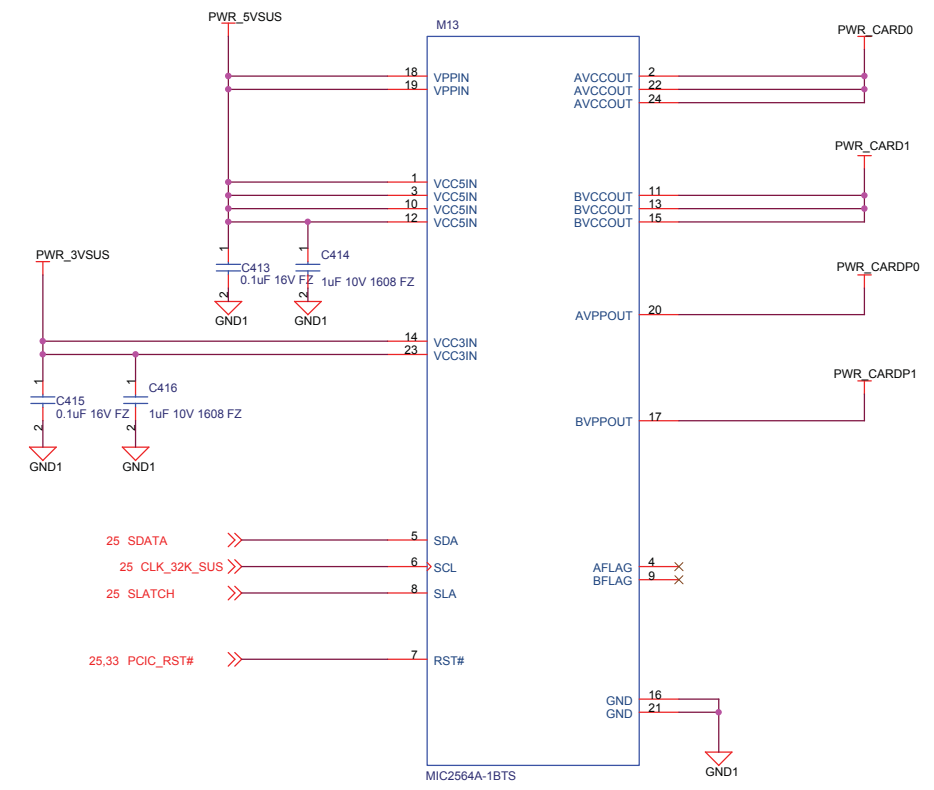 PWR_5VSUS
M13
PWR_CARD0
18 VPPIN
19 VPPIN
AVCCOUT 2
AVCCOUT 22
AVCCOUT 24
PWR_CARD1
1 VCC5IN
3 VCC5IN
10 VCC5IN
12 VCC5IN
BVCCOUT 11
BVCCOUT 13
BVCCOUT 15
PWR_3VSUS
1
C413
0.1uF 16V FZ
2
GND1
1
C414
1uF 10V 1608 FZ
2
GND1
PWR_CARDP0
AVPPOUT 20
14 VCC3IN
23 VCC3IN
PWR_CARDP1
1
C415
0.1uF 16V FZ
2
GND1
1
C416
1uF 10V 1608 FZ
2
GND1
BVPPOUT 17
25 SDATA
5 SDA
25 CLK_32K_SUS
6 SCL
25 SLATCH
8 SLA
AFLAG 4
BFLAG 9
25,33 PCIC_RST#
7 RST#
GND 16
GND 21
GND1
MIC2564A-1BTS